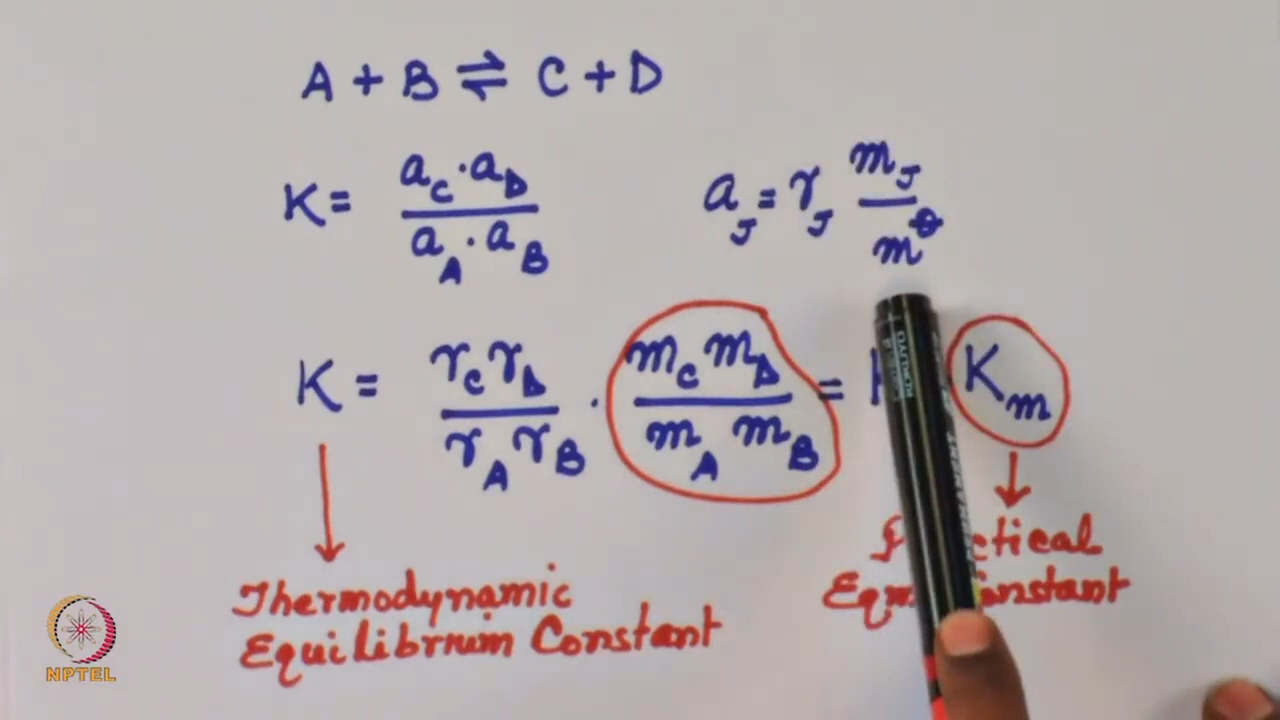 A + B ⇌ C + D
K = a_C · a_D / a_A · a_B
a_J = γ_J m_J / m^⊖
K = γ_C γ_D / γ_A γ_B · m_C m_D / m_A m_B = K_m
Thermodynamic
Equilibrium Constant
Constant
NPTEL